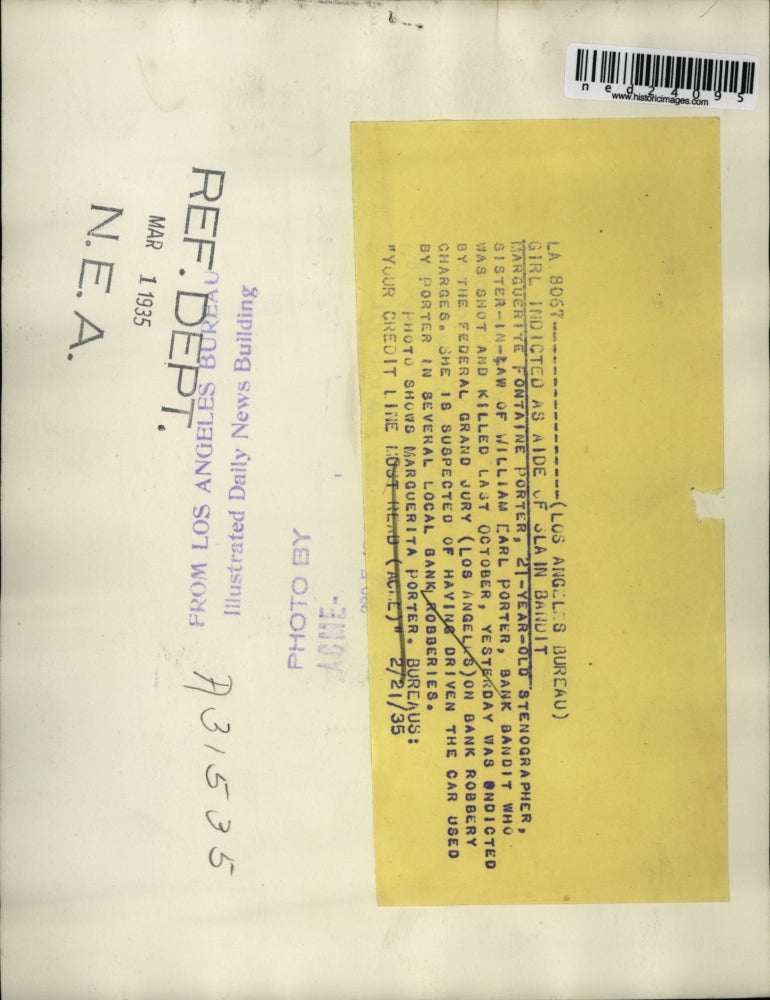 ned24095
www.historicimages.com
LA 8067------------------(LOS ANGELES BUREAU)
GIRL INDICTED AS AIDE OF SLAIN BANDIT
MARGUERITE FONTAINE PORTER, 21-YEAR-OLD STENOGRAPHER,
SISTER-IN-LAW OF WILLIAM EARL PORTER, BANK BANDIT WHO
WAS SHOT AND KILLED LAST OCTOBER, YESTERDAY WAS INDICTED
BY THE FEDERAL GRAND JURY (LOS ANGELES) ON BANK ROBBERY
CHARGES. SHE IS SUSPECTED OF HAVING DRIVEN THE CAR USED
BY PORTER IN SEVERAL LOCAL BANK ROBBERIES.
PHOTO SHOWS MARGUERITA PORTER. BUREAUS:
"YOUR CREDIT LINE MUST READ (ACME)" 2/21/35
PHOTO BY
ACME-
FROM LOS ANGELES BUREAU
Illustrated Daily News Building
REF. DEPT.
MAR 1 1935
N.E.A.
A31535